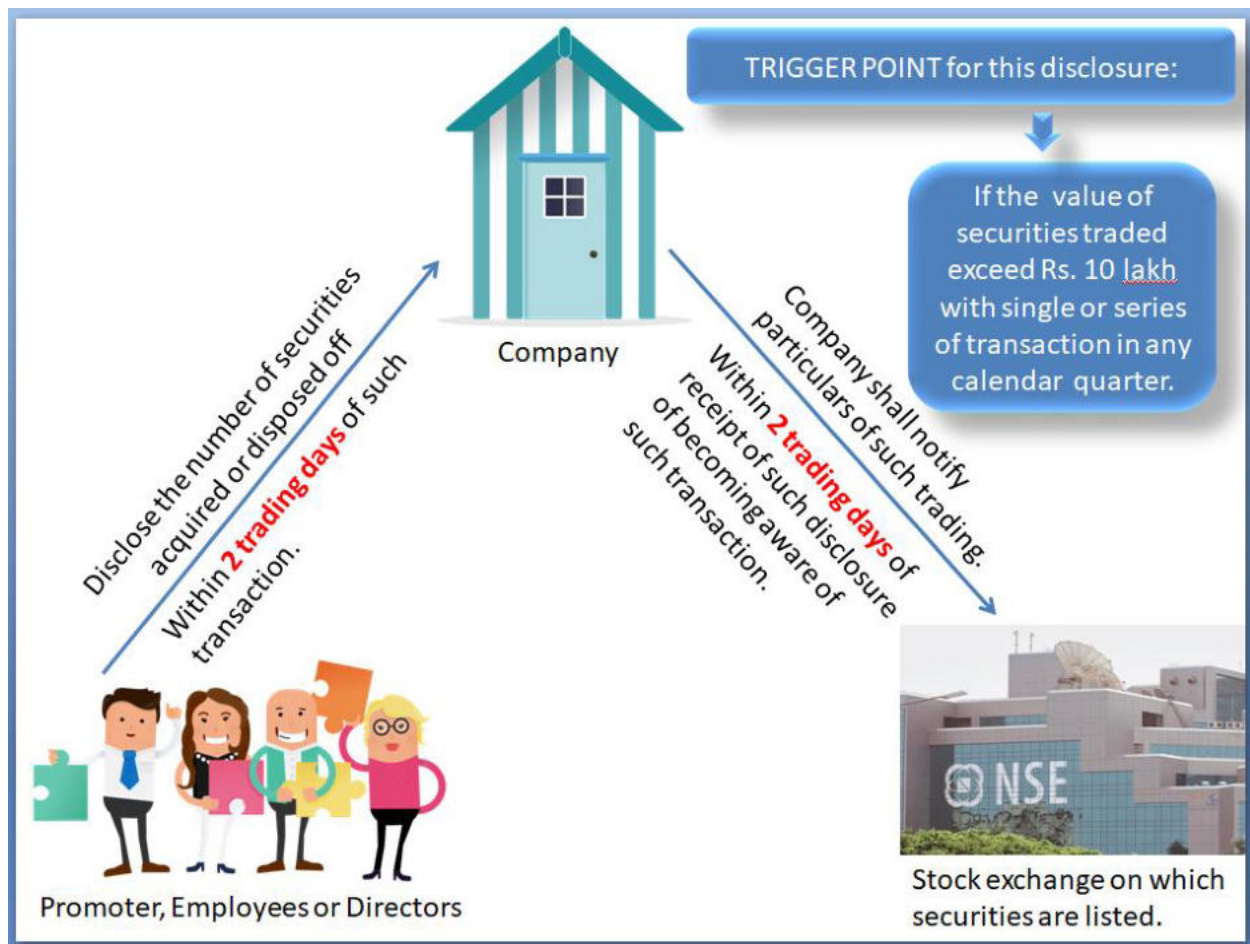 TRIGGER POINT for this disclosure:
If the value of
securities traded
exceed Rs. 10 lakh
with single or series
of transaction in any
calendar quarter.
Company
Disclose the number of securities
acquired or disposed off
Within 2 trading days of such
transaction.
Company shall notify
particulars of such trading.
Within 2 trading days of
receipt of such disclosure
of becoming aware of
such transaction.
Promoter, Employees or Directors
NSE
Stock exchange on which
securities are listed.